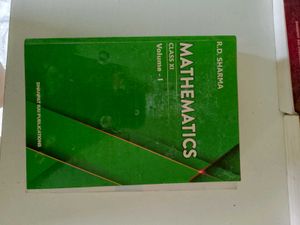 R.D. SHARMA
MATHEMATICS
CLASS XI
Volume - I
DHANPAT RAI PUBLICATIONS